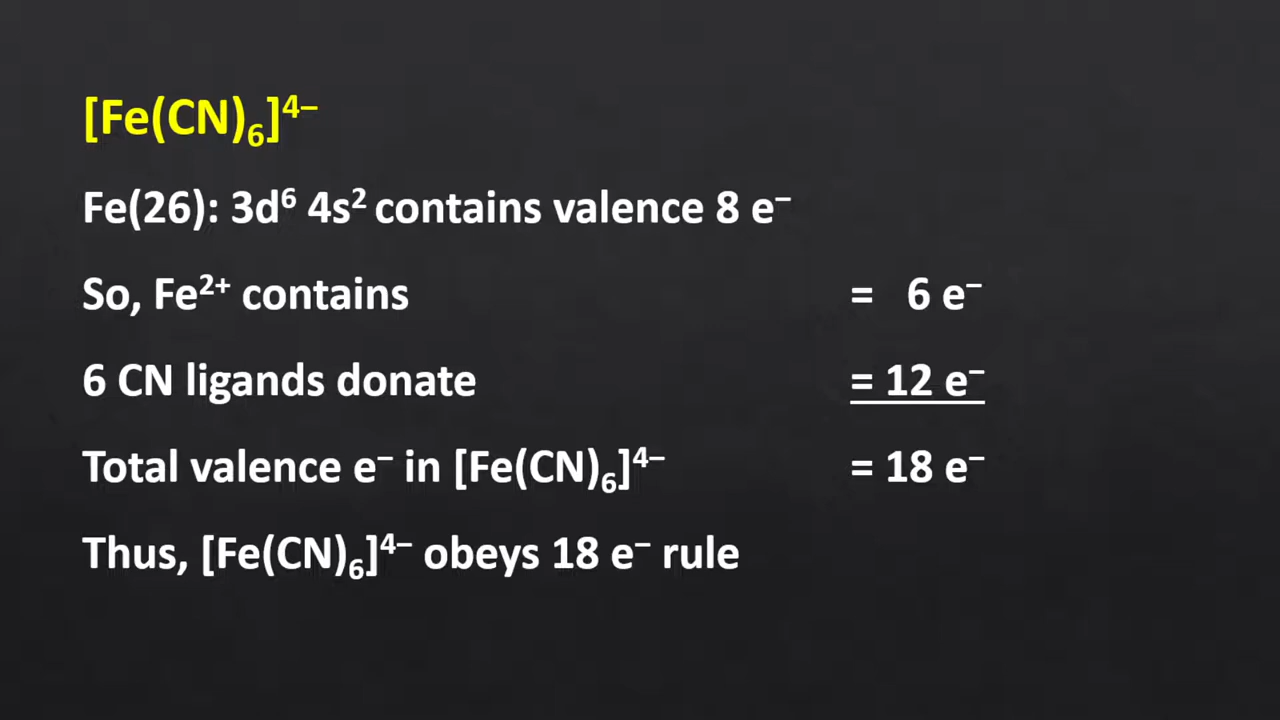 [Fe(CN)₆]⁴⁻
Fe(26): 3d⁶ 4s² contains valence 8 e⁻
So, Fe²⁺ contains = 6 e⁻
6 CN ligands donate = 12 e⁻
Total valence e⁻ in [Fe(CN)₆]⁴⁻ = 18 e⁻
Thus, [Fe(CN)₆]⁴⁻ obeys 18 e⁻ rule